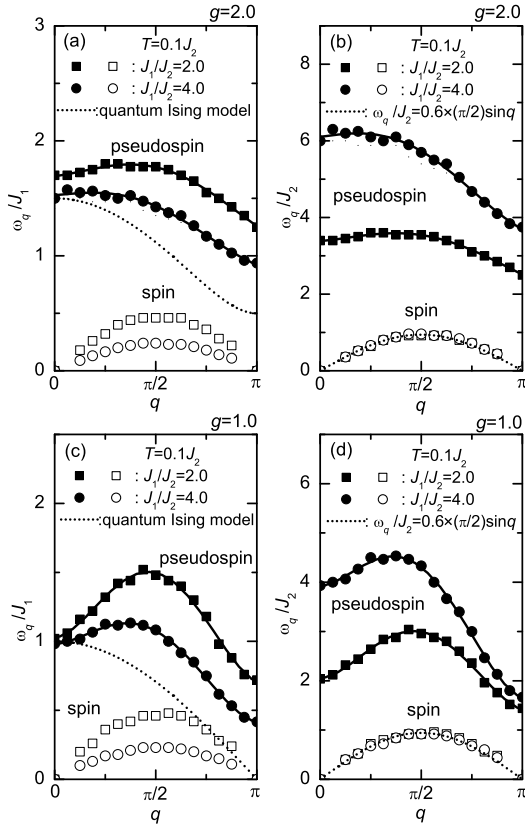 g=2.0
(a)
T=0.1J2
: J1/J2=2.0
: J1/J2=4.0
:quantum Ising model
pseudospin
spin
3
2
1
0
ωq/J1
0
π/2
π
q
g=2.0
(b)
T=0.1J2
: J1/J2=2.0
: J1/J2=4.0
: ωq/J2=0.6×(π/2)sinq
pseudospin
spin
8
6
4
2
0
ωq/J2
0
π/2
π
q
g=1.0
(c)
T=0.1J2
: J1/J2=2.0
: J1/J2=4.0
:quantum Ising model
pseudospin
spin
2
1
0
ωq/J1
0
π/2
π
q
g=1.0
(d)
T=0.1J2
: J1/J2=2.0
: J1/J2=4.0
: ωq/J2=0.6×(π/2)sinq
pseudospin
spin
6
4
2
0
ωq/J2
0
π/2
π
q